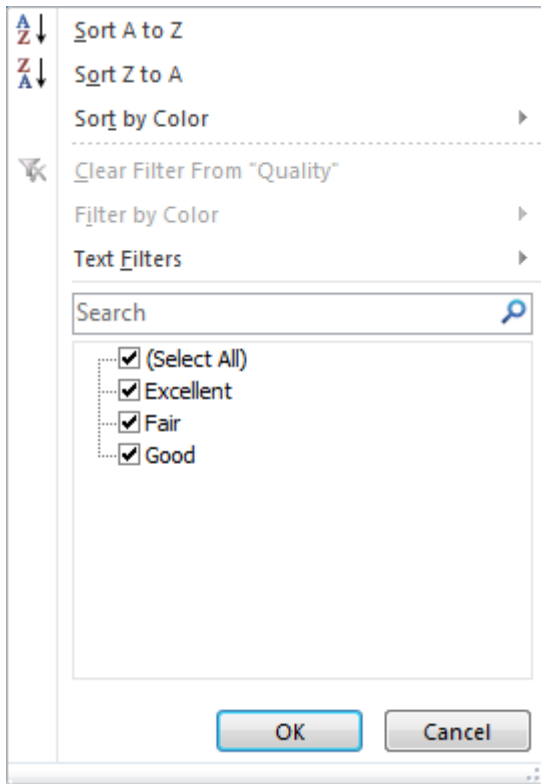 Sort A to Z
Sort Z to A
Sort by Color
Clear Filter From "Quality"
Filter by Color
Text Filters
Search
(Select All)
Excellent
Fair
Good
OK Cancel